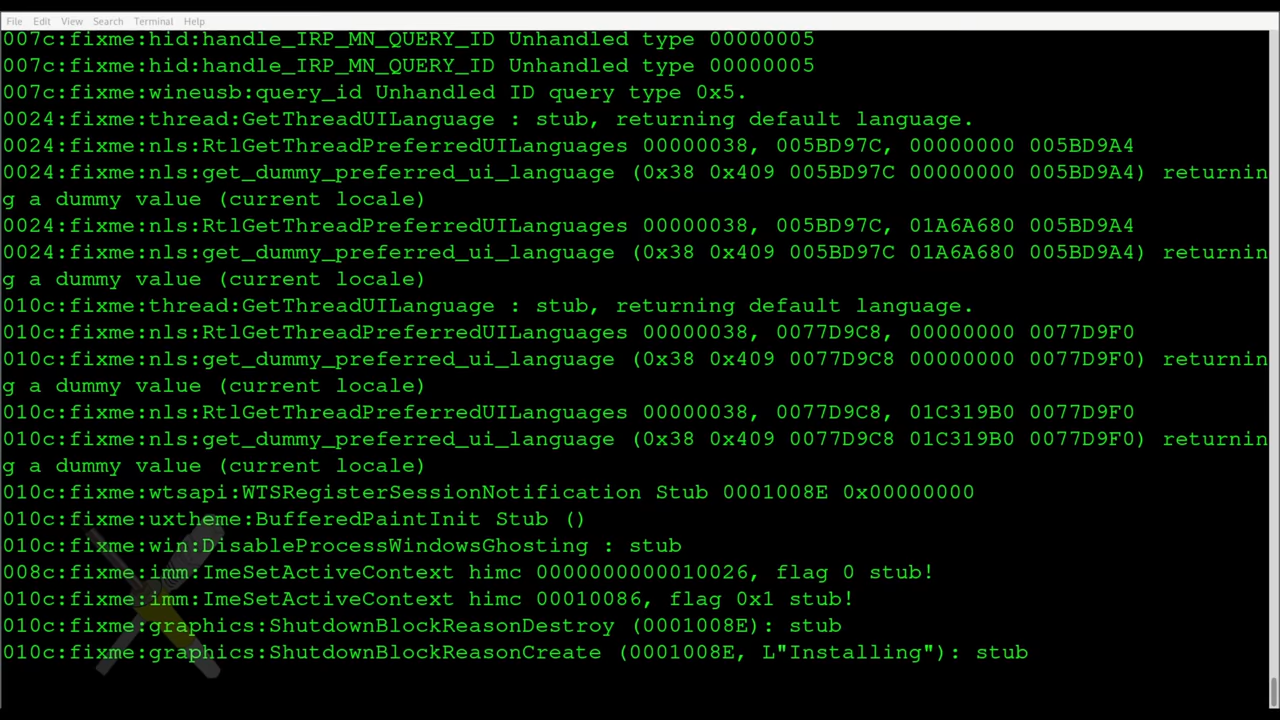 File Edit View Search Terminal Help
007c:fixme:hid:handle_IRP_MN_QUERY_ID Unhandled type 00000005
007c:fixme:hid:handle_IRP_MN_QUERY_ID Unhandled type 00000005
007c:fixme:wineusb:query_id Unhandled ID query type 0x5.
0024:fixme:thread:GetThreadUILanguage : stub, returning default language.
0024:fixme:nls:RtlGetThreadPreferredUILanguages 00000038, 005BD97C, 00000000 005BD9A4
0024:fixme:nls:get_dummy_preferred_ui_language (0x38 0x409 005BD97C 00000000 005BD9A4) returnin
g a dummy value (current locale)
0024:fixme:nls:RtlGetThreadPreferredUILanguages 00000038, 005BD97C, 01A6A680 005BD9A4
0024:fixme:nls:get_dummy_preferred_ui_language (0x38 0x409 005BD97C 01A6A680 005BD9A4) returnin
g a dummy value (current locale)
010c:fixme:thread:GetThreadUILanguage : stub, returning default language.
010c:fixme:nls:RtlGetThreadPreferredUILanguages 00000038, 0077D9C8, 00000000 0077D9F0
010c:fixme:nls:get_dummy_preferred_ui_language (0x38 0x409 0077D9C8 00000000 0077D9F0) returnin
g a dummy value (current locale)
010c:fixme:nls:RtlGetThreadPreferredUILanguages 00000038, 0077D9C8, 01C319B0 0077D9F0
010c:fixme:nls:get_dummy_preferred_ui_language (0x38 0x409 0077D9C8 01C319B0 0077D9F0) returnin
g a dummy value (current locale)
010c:fixme:wtsapi:WTSRegisterSessionNotification Stub 0001008E 0x00000000
010c:fixme:uxtheme:BufferedPaintInit Stub ()
010c:fixme:win:DisableProcessWindowsGhosting : stub
008c:fixme:imm:ImeSetActiveContext himc 0000000000010026, flag 0 stub!
010c:fixme:imm:ImeSetActiveContext himc 00010086, flag 0x1 stub!
010c:fixme:graphics:ShutdownBlockReasonDestroy (0001008E): stub
010c:fixme:graphics:ShutdownBlockReasonCreate (0001008E, L"Installing"): stub